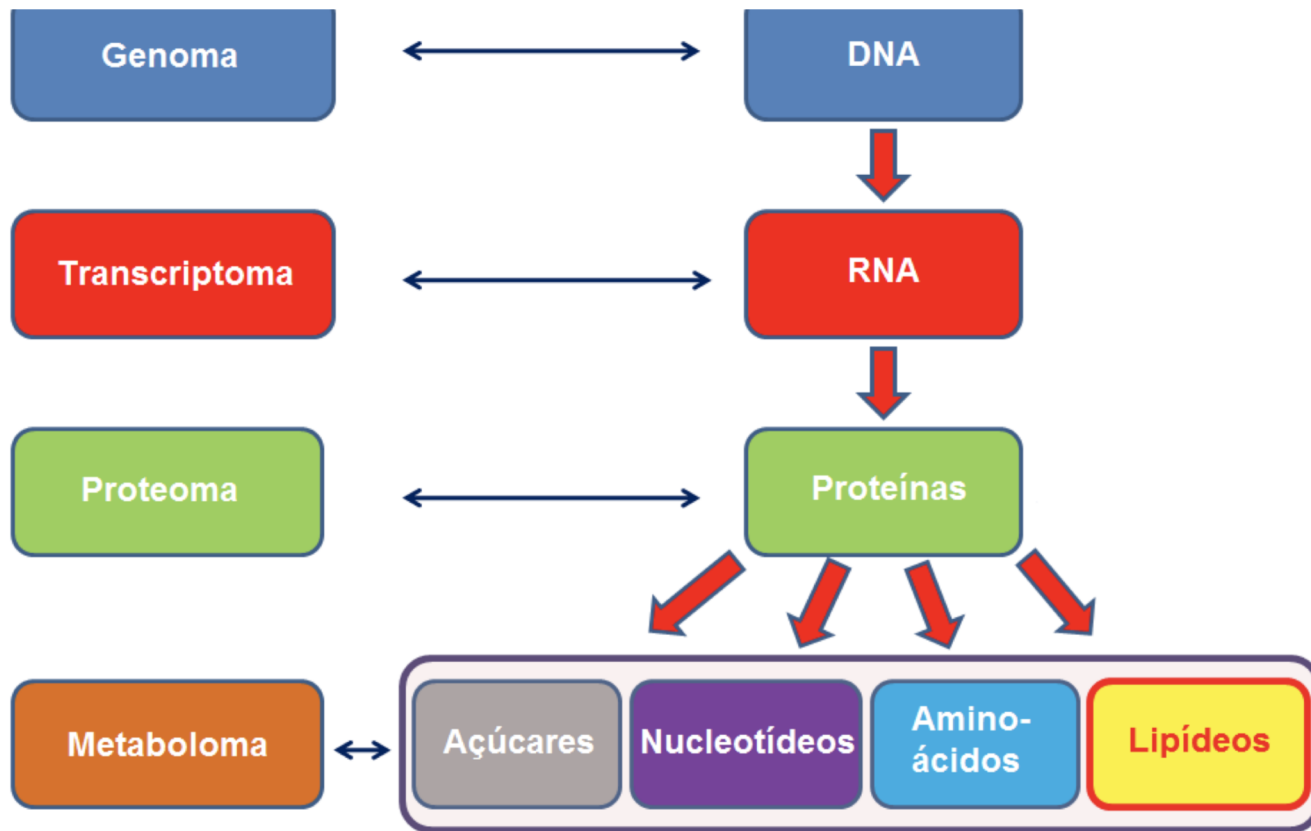 Genoma
DNA
Transcriptoma
RNA
Proteoma
Proteínas
Metaboloma
Açúcares
Nucleotídeos
Amino-
ácidos
Lipídeos